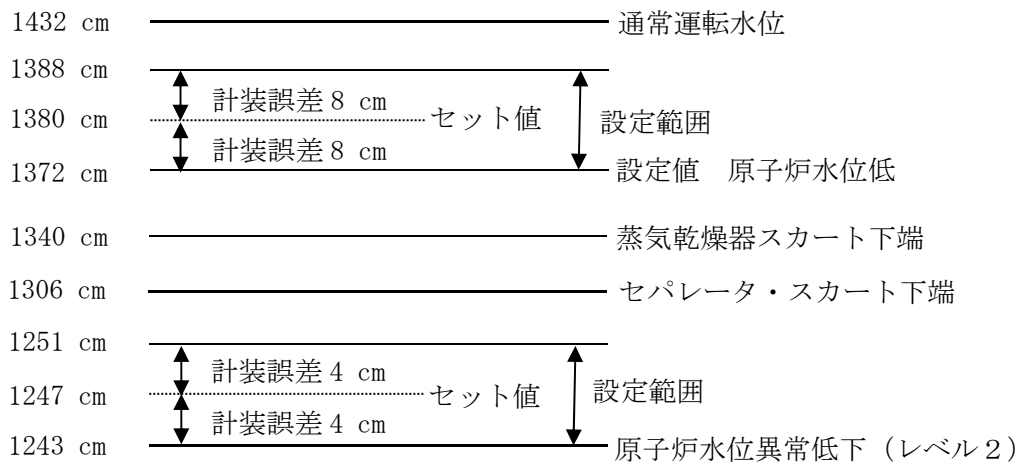 1432 cm 通常運転水位
1388 cm
計装誤差8 cm
1380 cm セット値 設定範囲
計装誤差8 cm
1372 cm 設定値 原子炉水位低
1340 cm 蒸気乾燥器スカート下端
1306 cm セパレータ・スカート下端
1251 cm
計装誤差4 cm
1247 cm セット値 設定範囲
計装誤差4 cm
1243 cm 原子炉水位異常低下（レベル2）